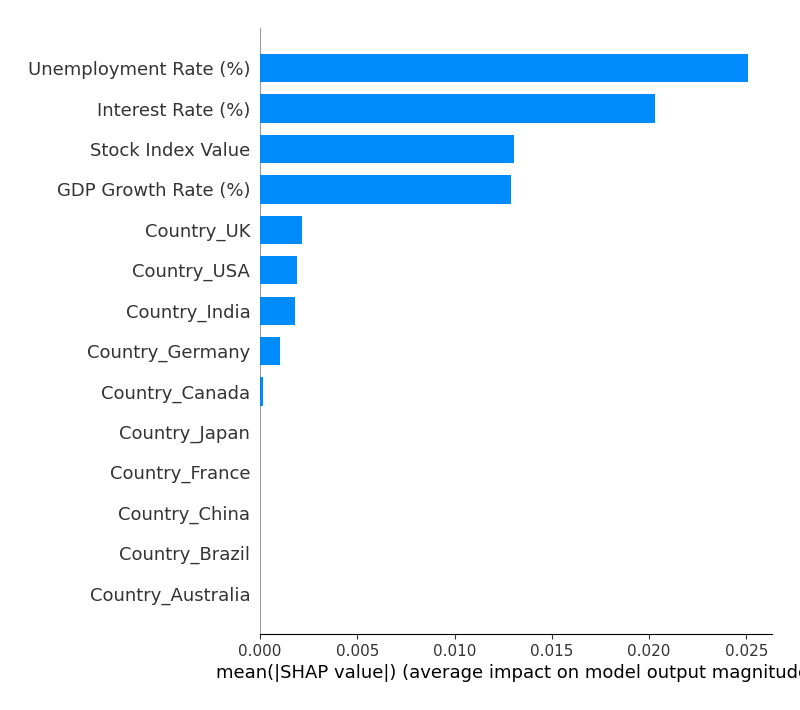 Unemployment Rate (%)
Interest Rate (%)
Stock Index Value
GDP Growth Rate (%)
Country_UK
Country_USA
Country_India
Country_Germany
Country_Canada
Country_Japan
Country_France
Country_China
Country_Brazil
Country_Australia
0.000 0.005 0.010 0.015 0.020 0.025
mean(|SHAP value|) (average impact on model output magnitude